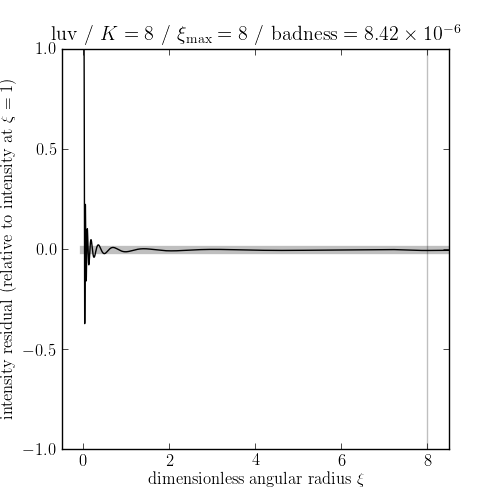 luv / K = 8 / ξmax = 8 / badness = 8.42 × 10⁻⁶
1.0
0.5
0.0
−0.5
−1.0
intensity residual (relative to intensity at ξ = 1)
0 2 4 6 8
dimensionless angular radius ξ